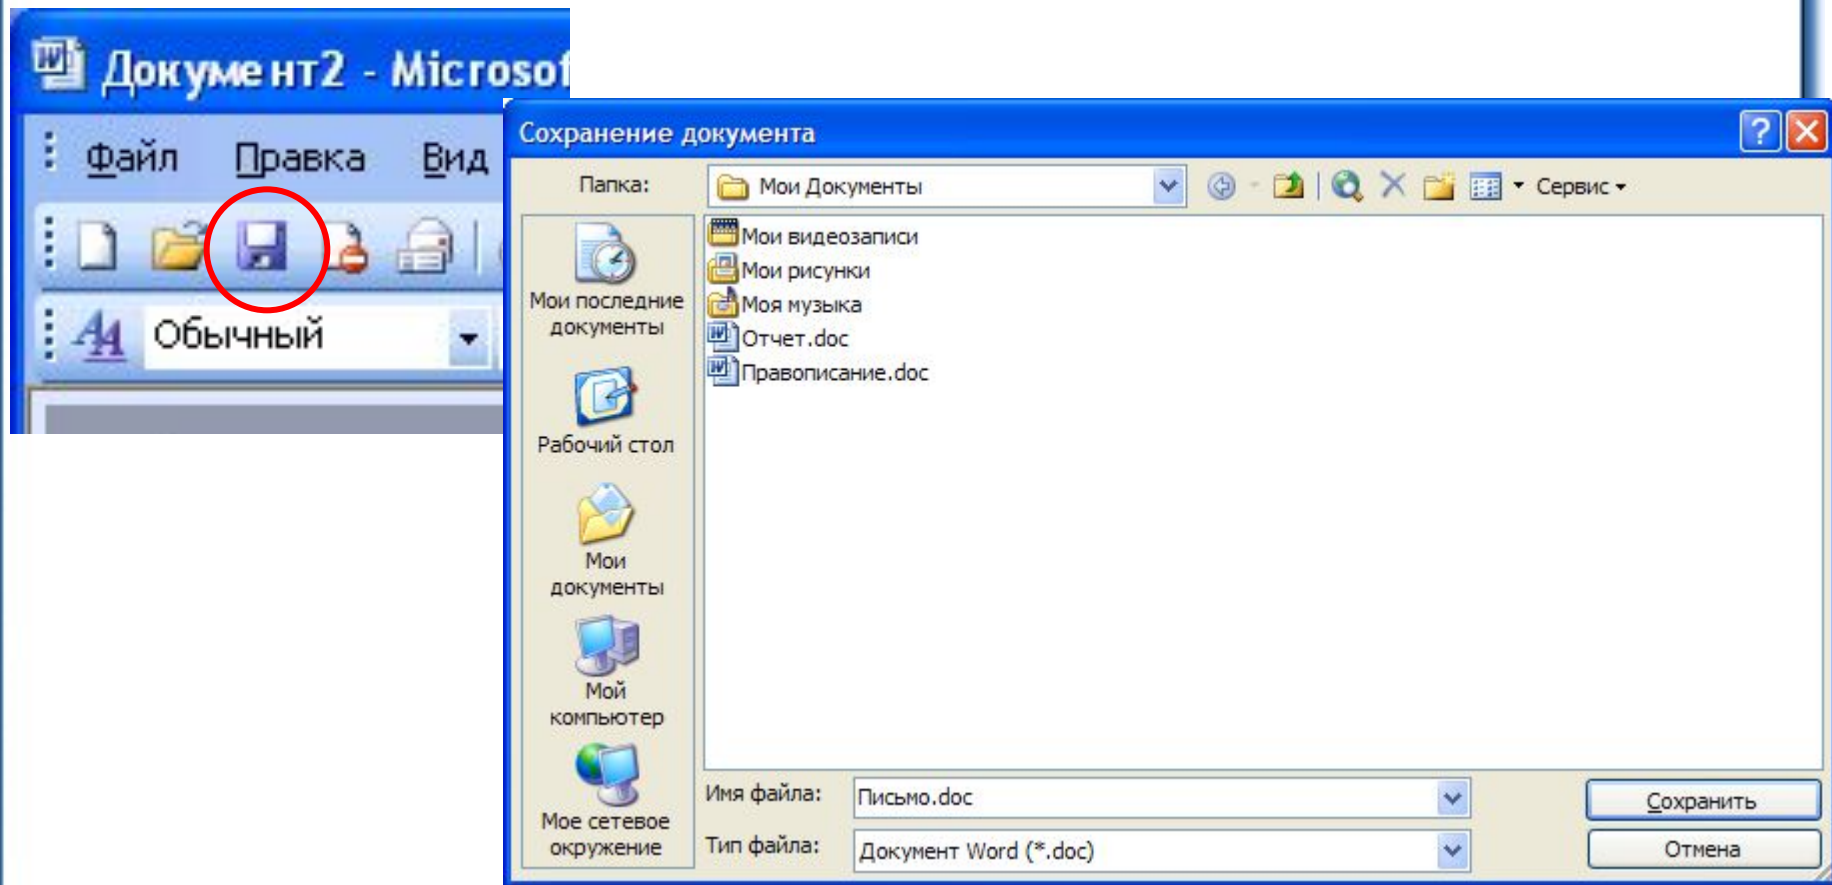 Документ2 - Microsof
Файл Правка Вид
Обычный
Сохранение документа
Папка: Мои Документы Сервис
Мои последние
документы
Рабочий стол
Мои
документы
Мой
компьютер
Мое сетевое
окружение
Мои видеозаписи
Мои рисунки
Моя музыка
Отчет.doc
Правописание.doc
Имя файла: Письмо.doc Сохранить
Тип файла: Документ Word (*.doc) Отмена